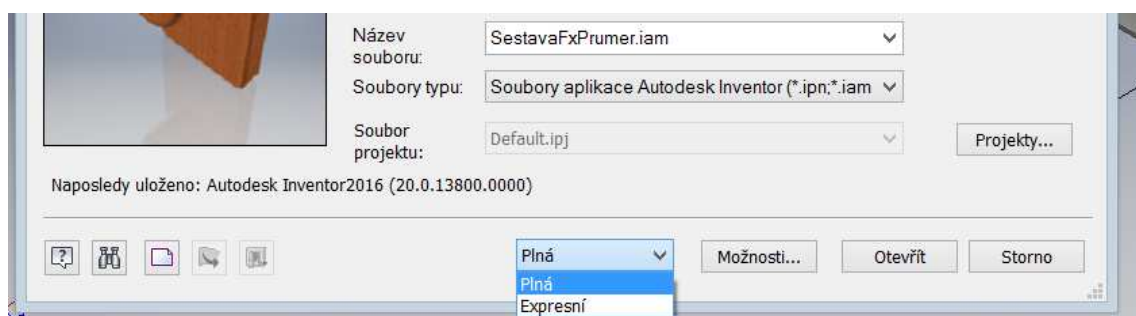 Název
souboru:
SestavaFxPrumer.iam
Soubory typu:
Soubory aplikace Autodesk Inventor (*.ipn;*.iam
Soubor
projektu:
Default.ipj
Projekty...
Naposledy uloženo: Autodesk Inventor2016 (20.0.13800.0000)
Plná
Možnosti...
Otevřít
Storno
Plná
Expresní